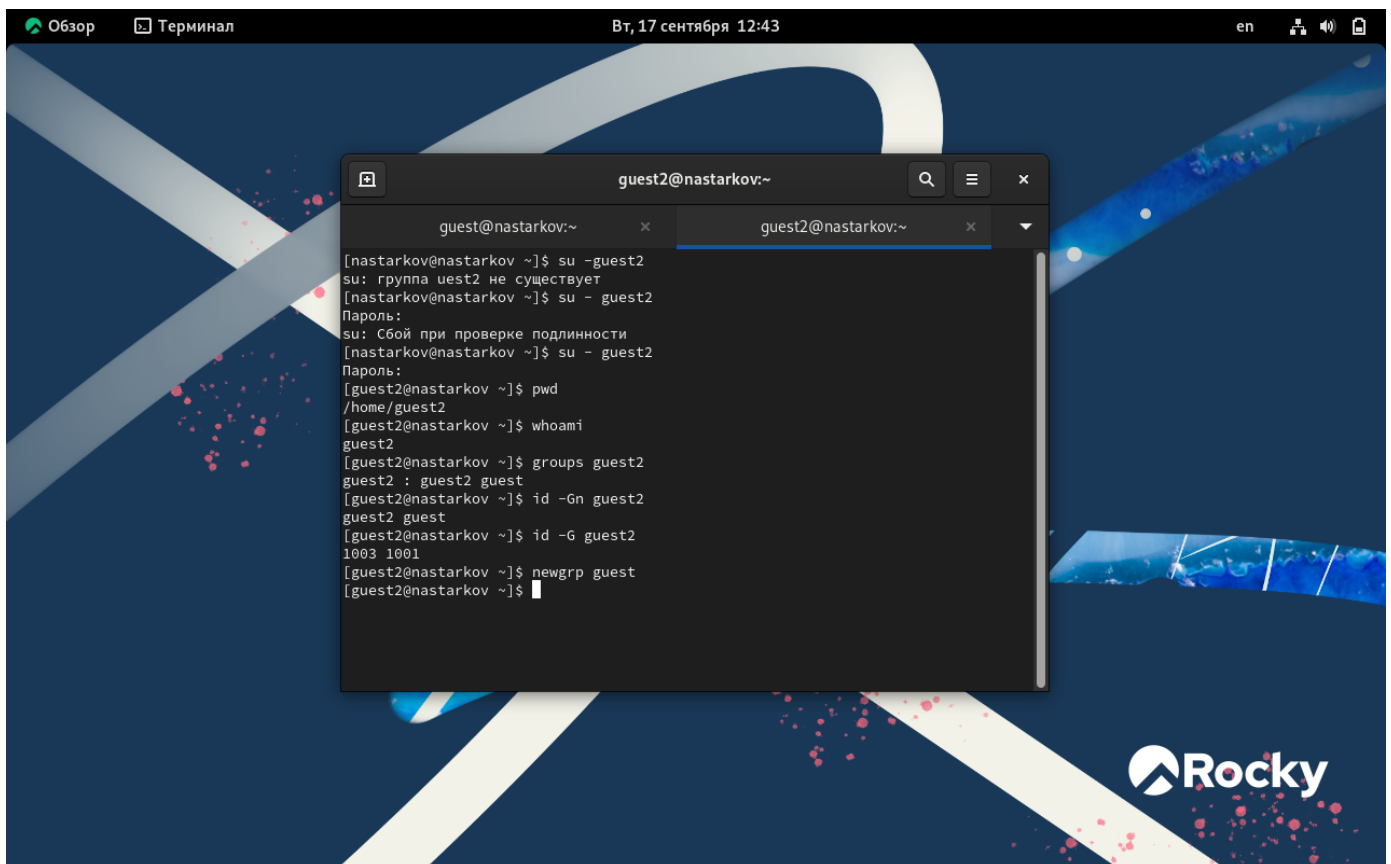 Обзор Терминал Вт, 17 сентября 12:43 en
guest2@nastarkov:~
guest@nastarkov:~ guest2@nastarkov:~
[nastarkov@nastarkov ~]$ su -guest2
su: группа uest2 не существует
[nastarkov@nastarkov ~]$ su - guest2
Пароль:
su: Сбой при проверке подлинности
[nastarkov@nastarkov ~]$ su - guest2
Пароль:
[guest2@nastarkov ~]$ pwd
/home/guest2
[guest2@nastarkov ~]$ whoami
guest2
[guest2@nastarkov ~]$ groups guest2
guest2 : guest2 guest
[guest2@nastarkov ~]$ id -Gn guest2
guest2 guest
[guest2@nastarkov ~]$ id -G guest2
1003 1001
[guest2@nastarkov ~]$ newgrp guest
[guest2@nastarkov ~]$
Rocky